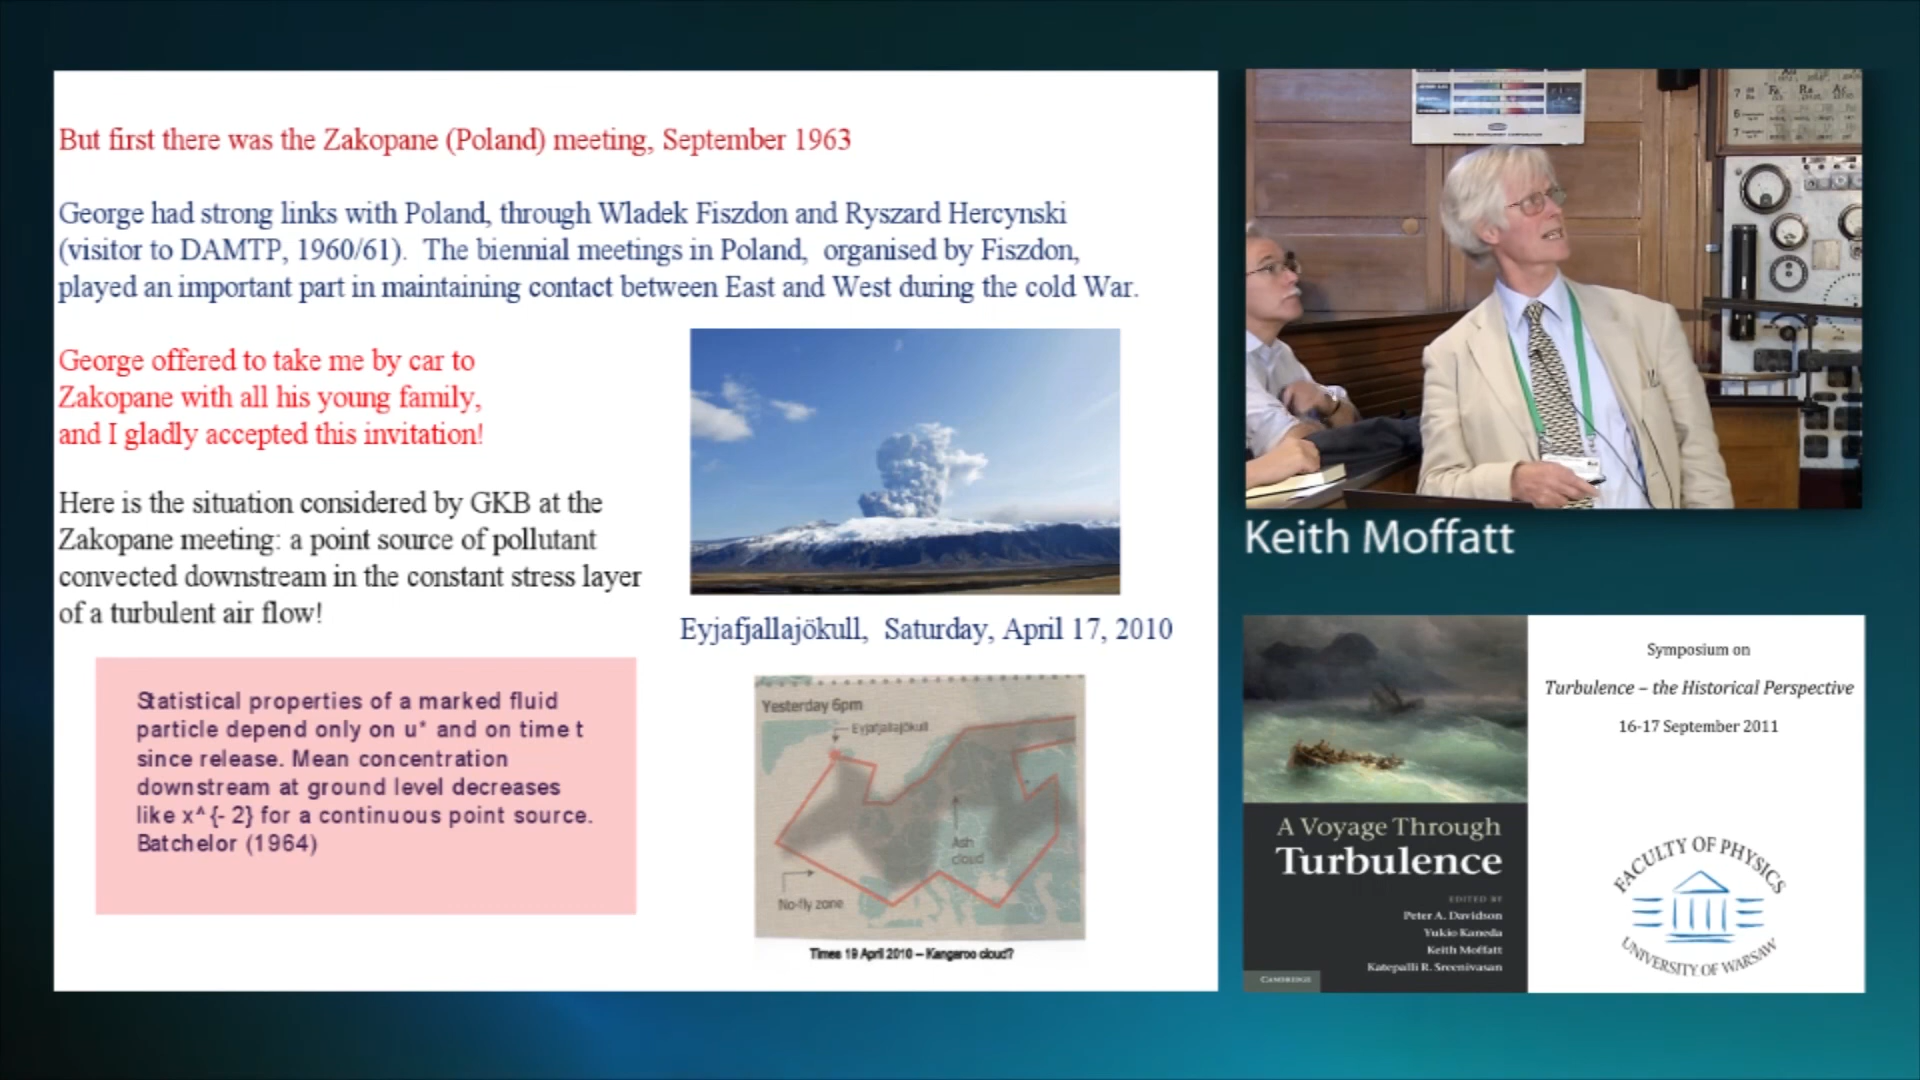 But first there was the Zakopane (Poland) meeting, September 1963
George had strong links with Poland, through Wladek Fiszdon and Ryszard Hercynski
(visitor to DAMTP, 1960/61). The biennial meetings in Poland, organised by Fiszdon,
played an important part in maintaining contact between East and West during the cold War.
George offered to take me by car to
Zakopane with all his young family,
and I gladly accepted this invitation!
Here is the situation considered by GKB at the
Zakopane meeting: a point source of pollutant
convected downstream in the constant stress layer
of a turbulent air flow!
Statistical properties of a marked fluid
particle depend only on u* and on time t
since release. Mean concentration
downstream at ground level decreases
like x^{- 2} for a continuous point source.
Batchelor (1964)
Eyjafjallajökull, Saturday, April 17, 2010
Yesterday 6pm
Eyjafjallajökull
Ash
cloud
No-fly zone
Times 19 April 2010 – Kangaroo cloud?
Keith Moffatt
A Voyage Through
Turbulence
EDITED BY
Peter A. Davidson
Yukio Kaneda
Keith Moffatt
Katepalli R. Sreenivasan
CAMBRIDGE
Symposium on
Turbulence – the Historical Perspective
16-17 September 2011
FACULTY OF PHYSICS
UNIVERSITY OF WARSAW